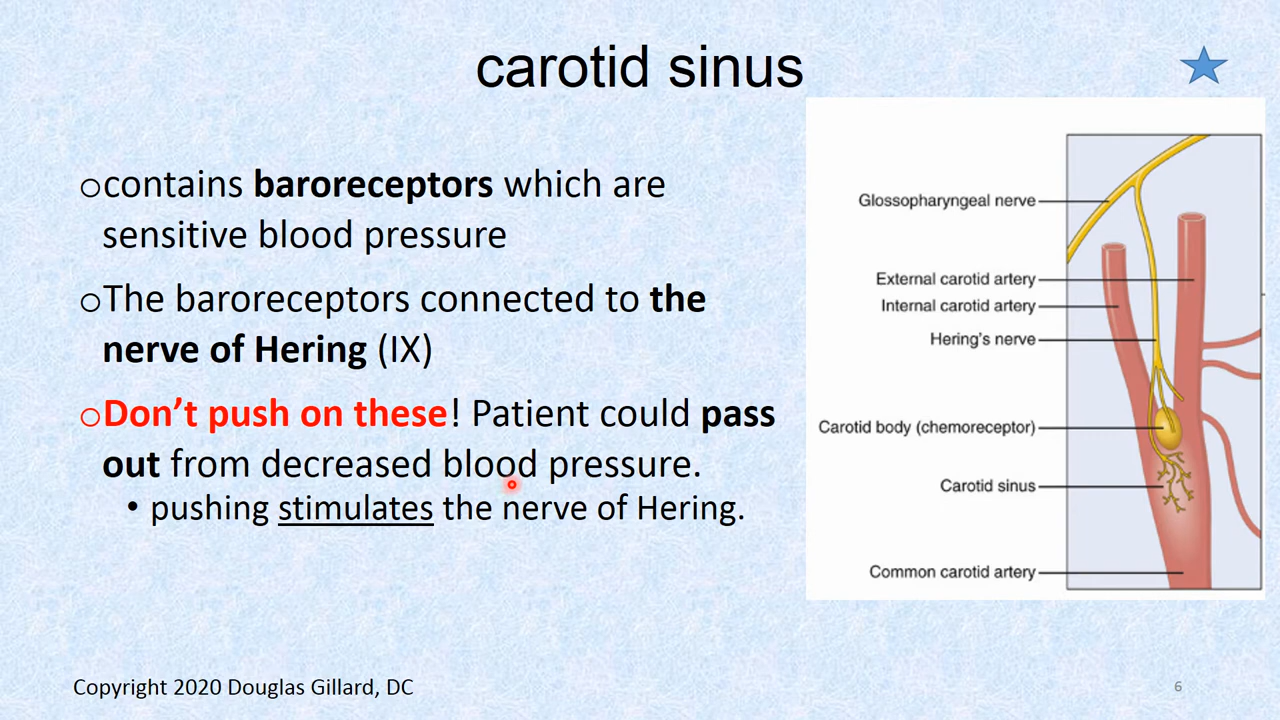 carotid sinus
○contains baroreceptors which are
sensitive blood pressure
○The baroreceptors connected to the
nerve of Hering (IX)
○Don’t push on these! Patient could pass
out from decreased blood pressure.
• pushing stimulates the nerve of Hering.
Glossopharyngeal nerve
External carotid artery
Internal carotid artery
Hering's nerve
Carotid body (chemoreceptor)
Carotid sinus
Common carotid artery
Copyright 2020 Douglas Gillard, DC
6